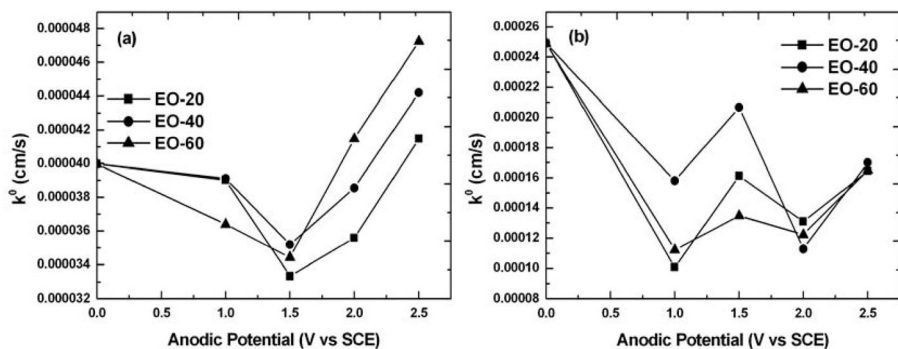 (a)
EO-20
EO-40
EO-60
0.000048
0.000046
0.000044
0.000042
0.000040
0.000038
0.000036
0.000034
0.000032
k⁰ (cm/s)
0.0 0.5 1.0 1.5 2.0 2.5
Anodic Potential (V vs SCE)
(b)
EO-20
EO-40
EO-60
0.00026
0.00024
0.00022
0.00020
0.00018
0.00016
0.00014
0.00012
0.00010
0.00008
k⁰ (cm/s)
0.0 0.5 1.0 1.5 2.0 2.5
Anodic Potential (V vs SCE)